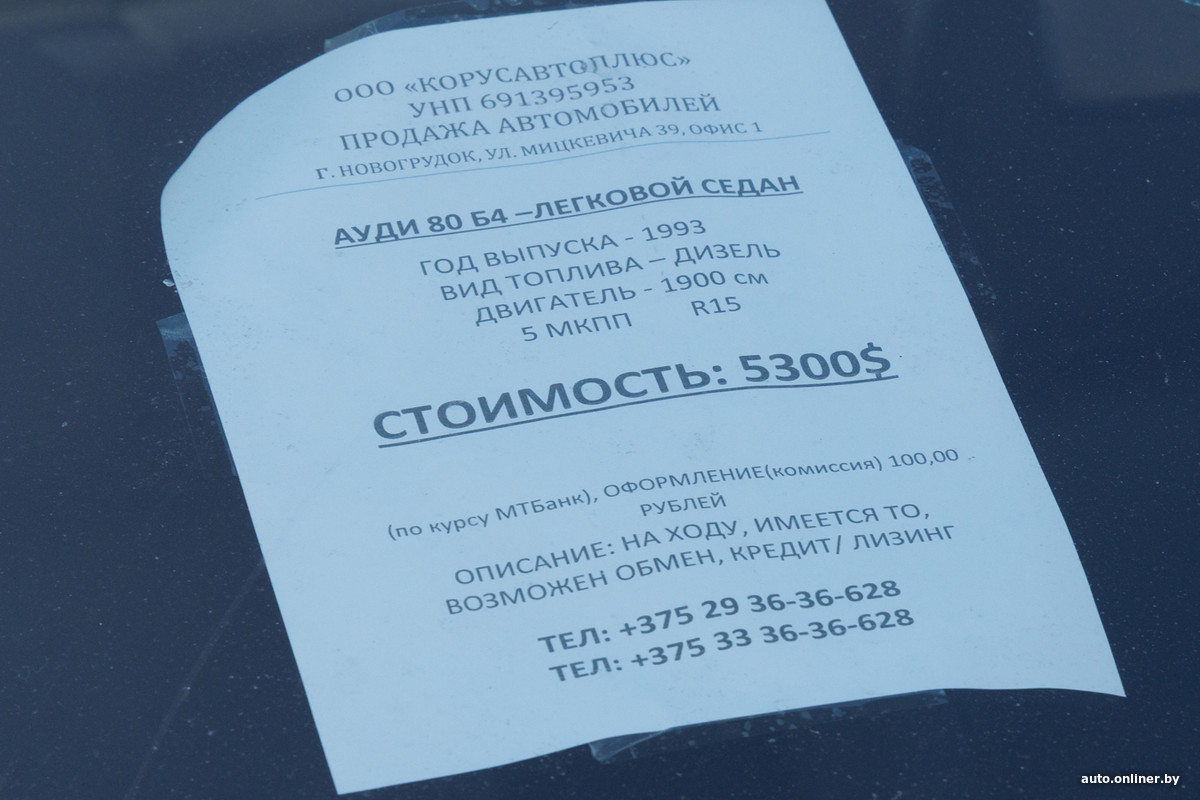 ООО «КОРУСАВТОПЛЮС»
УНП 691395953
ПРОДАЖА АВТОМОБИЛЕЙ
Г. НОВОГРУДОК, УЛ. МИЦКЕВИЧА 39, ОФИС 1
АУДИ 80 Б4 –ЛЕГКОВОЙ СЕДАН
ГОД ВЫПУСКА - 1993
ВИД ТОПЛИВА – ДИЗЕЛЬ
ДВИГАТЕЛЬ - 1900 см
5 МКПП R15
СТОИМОСТЬ: 5300$
(по курсу МТБанк), ОФОРМЛЕНИЕ(комиссия) 100,00
РУБЛЕЙ
ОПИСАНИЕ: НА ХОДУ, ИМЕЕТСЯ ТО,
ВОЗМОЖЕН ОБМЕН, КРЕДИТ/ ЛИЗИНГ
ТЕЛ: +375 29 36-36-628
ТЕЛ: +375 33 36-36-628
auto.onliner.by